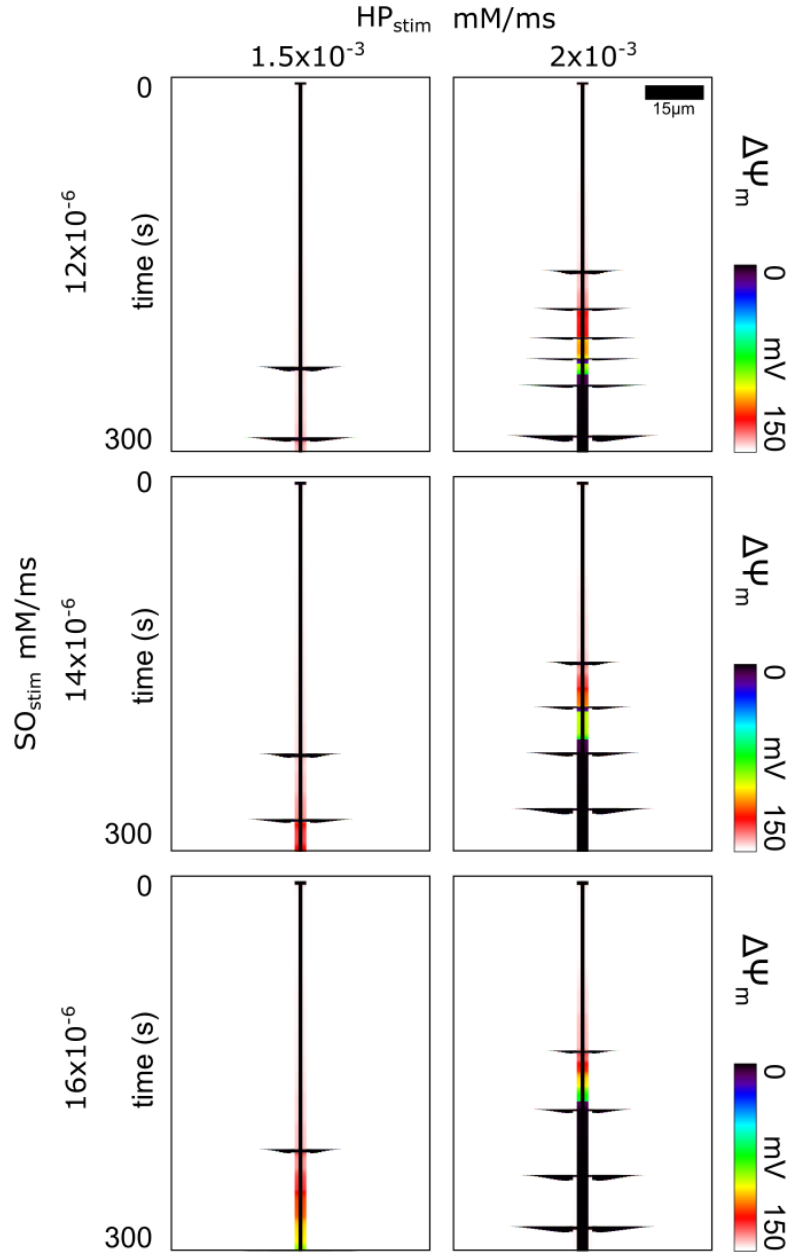 HPstim mM/ms
1.5x10-3 2x10-3
SOstim mM/ms
12x10-6
time (s)
0
300
15µm
ΔΨm
0 mV 150
14x10-6
time (s)
0
300
ΔΨm
0 mV 150
16x10-6
time (s)
0
300
ΔΨm
0 mV 150